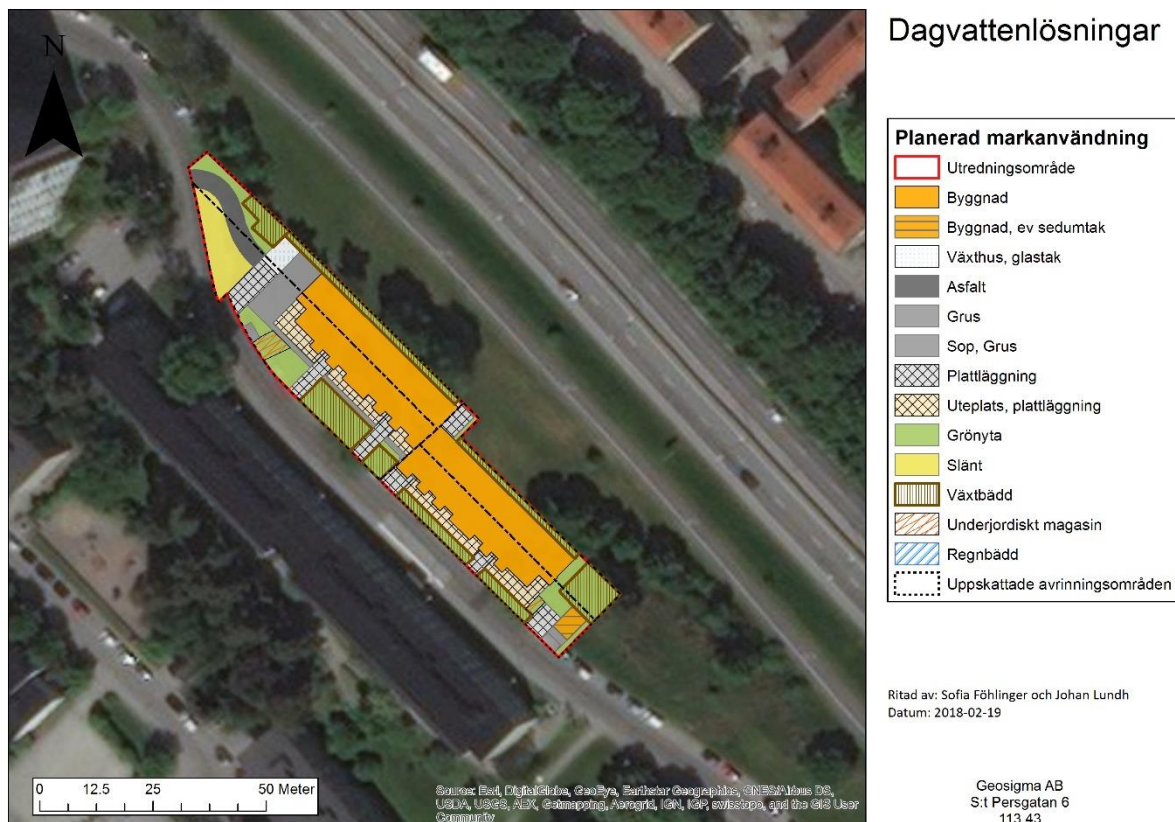 Dagvattenlösningar
N
Planerad markanvändning
Utredningsområde
Byggnad
Byggnad, ev sedumtak
Växthus, glastak
Asfalt
Grus
Sop, Grus
Plattläggning
Uteplats, plattläggning
Grönyta
Slänt
Växtbädd
Underjordiskt magasin
Regnbädd
Uppskattade avrinningsområden
Ritad av: Sofia Föhlinger och Johan Lundh
Datum: 2018-02-19
0 12.5 25 50 Meter
Source: Esri, DigitalGlobe, GeoEye, Earthstar Geographics, CNES/Airbus DS,
USDA, USGS, AEX, Getmapping, Aerogrid, IGN, IGP, swisstopo, and the GIS User
Community
Geosigma AB
S:t Persgatan 6
113 43